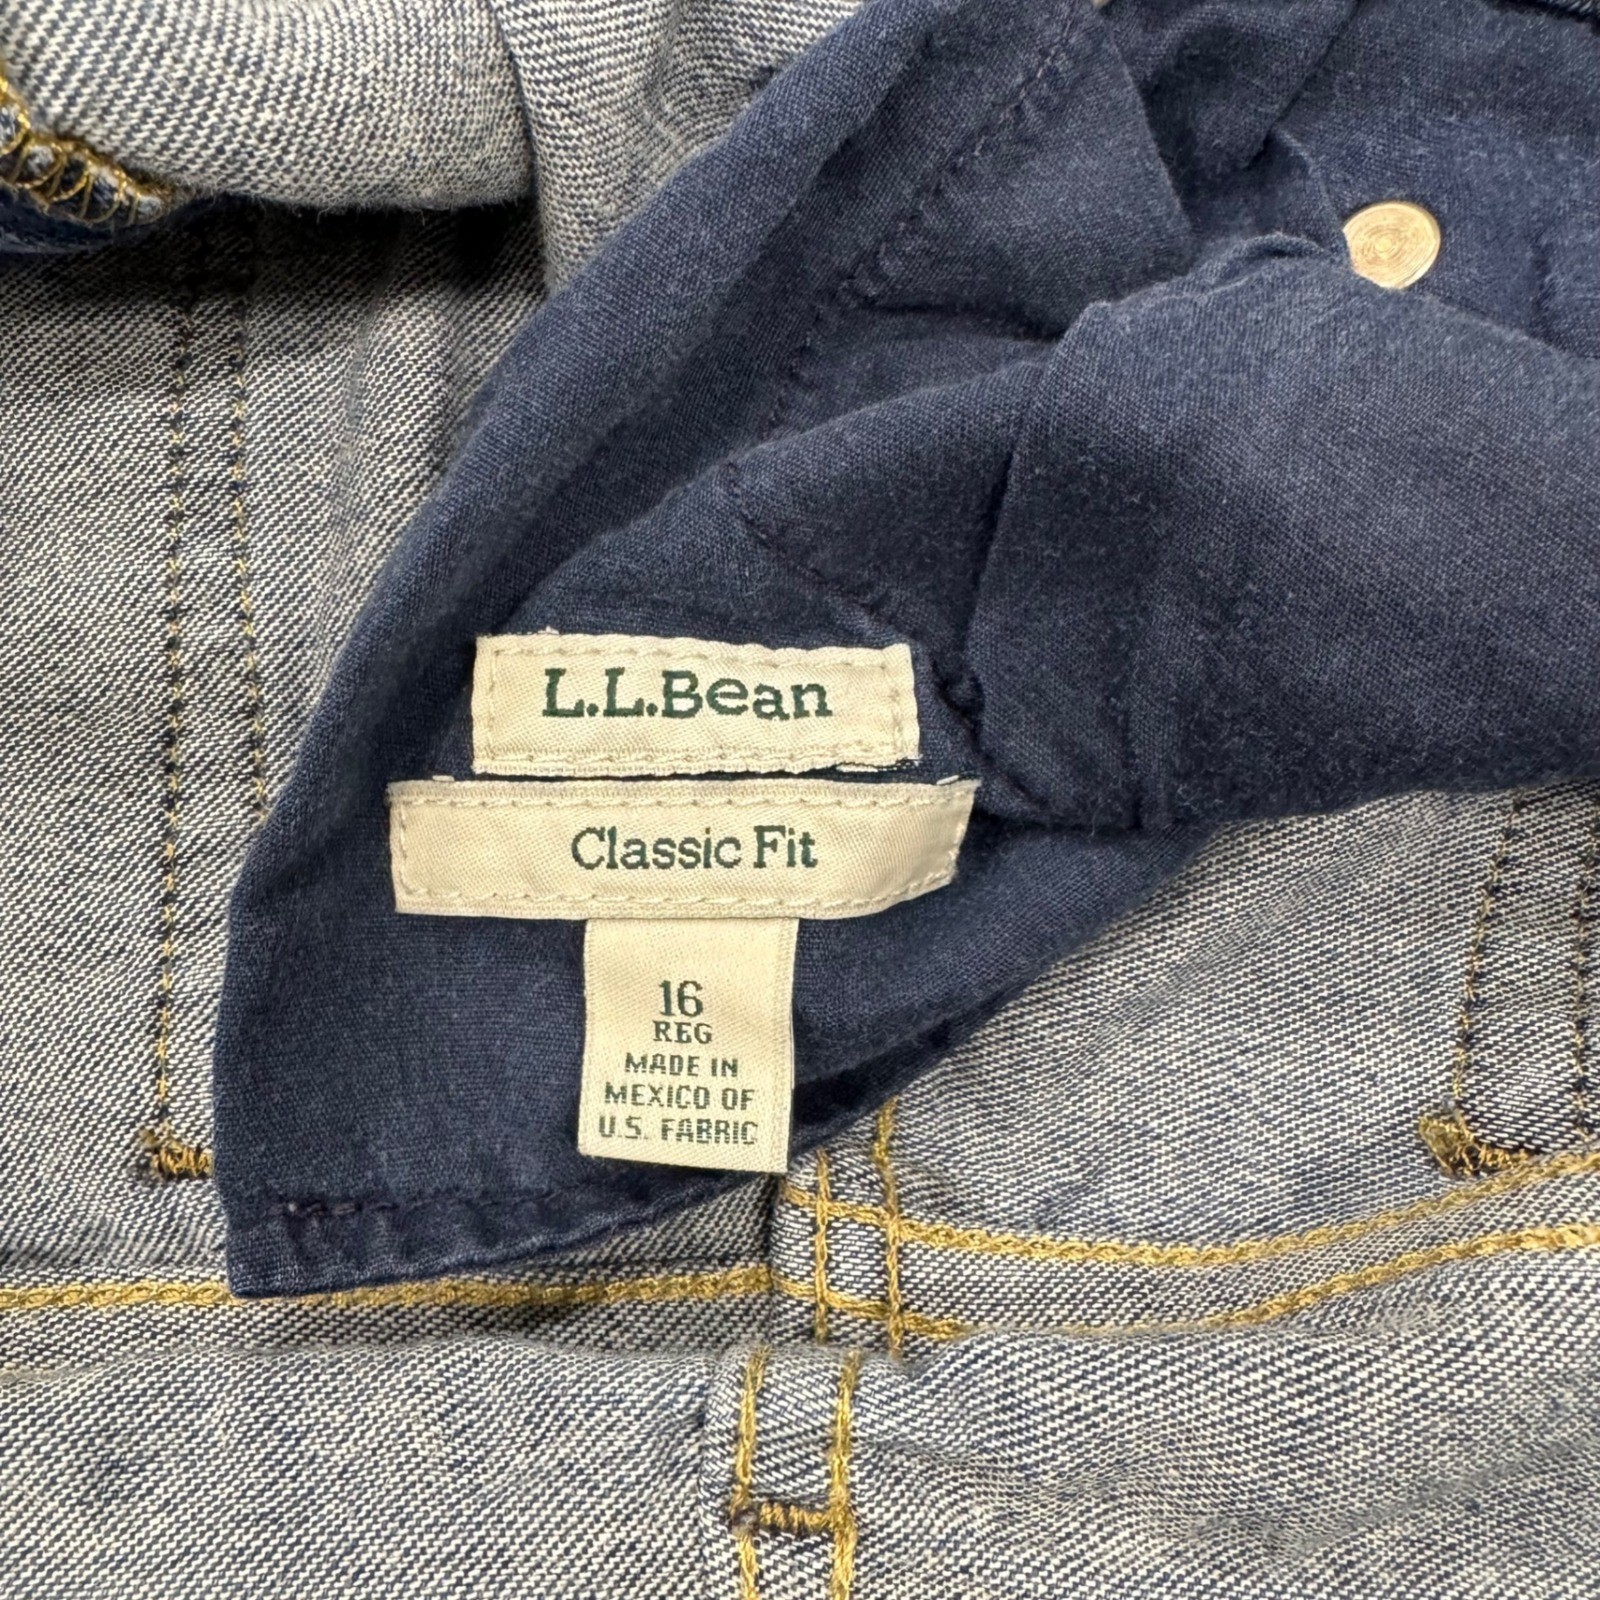 L.L.Bean
Classic Fit
16
REG
MADE IN
MEXICO OF
U.S. FABRIC